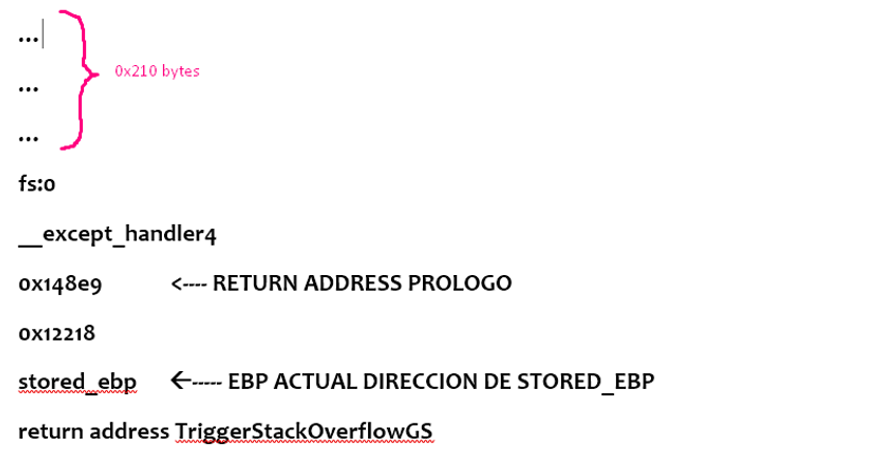 ...
0x210 bytes
...
...
fs:0
__except_handler4
0x148e9 <---- RETURN ADDRESS PROLOGO
0x12218
stored_ebp ←----- EBP ACTUAL DIRECCION DE STORED_EBP
return address TriggerStackOverflowGS